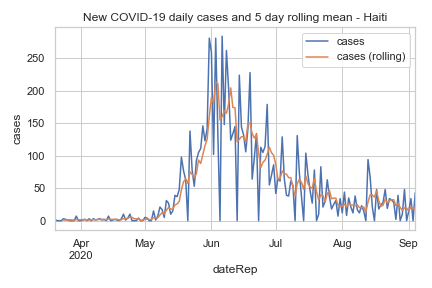 New COVID-19 daily cases and 5 day rolling mean - Haiti
cases
cases (rolling)
250
200
150
100
50
0
cases
Apr
2020
May
Jun
Jul
Aug
Sep
dateRep